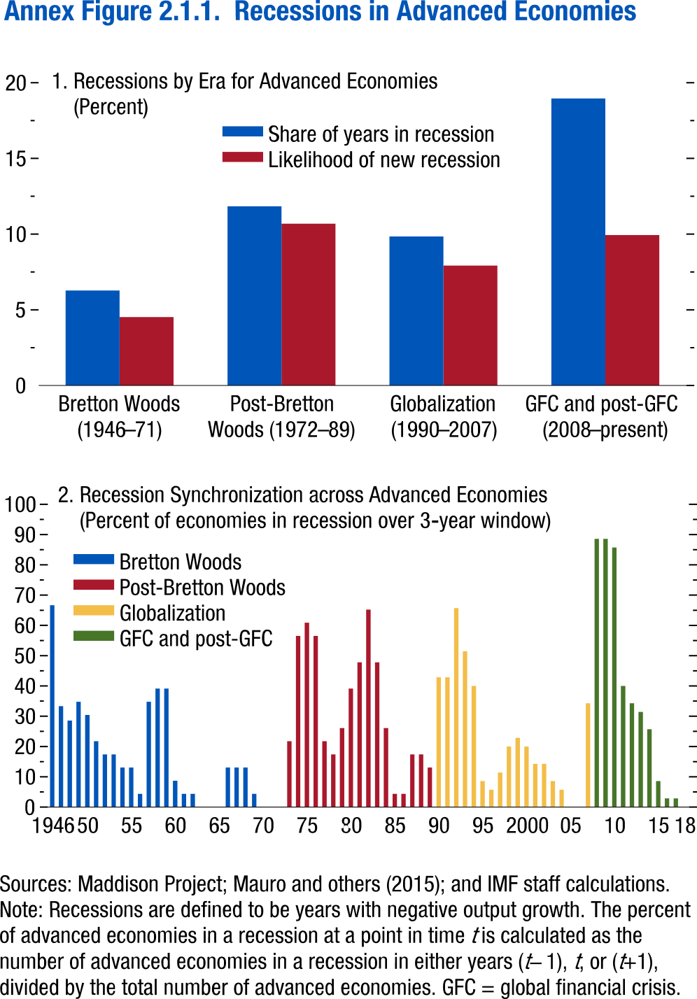 Annex Figure 2.1.1. Recessions in Advanced Economies
1. Recessions by Era for Advanced Economies
(Percent)
Share of years in recession
Likelihood of new recession
20
15
10
5
0
Bretton Woods
(1946–71)
Post-Bretton
Woods (1972–89)
Globalization
(1990–2007)
GFC and post-GFC
(2008–present)
2. Recession Synchronization across Advanced Economies
(Percent of economies in recession over 3-year window)
Bretton Woods
Post-Bretton Woods
Globalization
GFC and post-GFC
100
90
80
70
60
50
40
30
20
10
0
1946 50 55 60 65 70 75 80 85 90 95 2000 05 10 15 18
Sources: Maddison Project; Mauro and others (2015); and IMF staff calculations.
Note: Recessions are defined to be years with negative output growth. The percent
of advanced economies in a recession at a point in time t is calculated as the
number of advanced economies in a recession in either years (t– 1), t, or (t+1),
divided by the total number of advanced economies. GFC = global financial crisis.